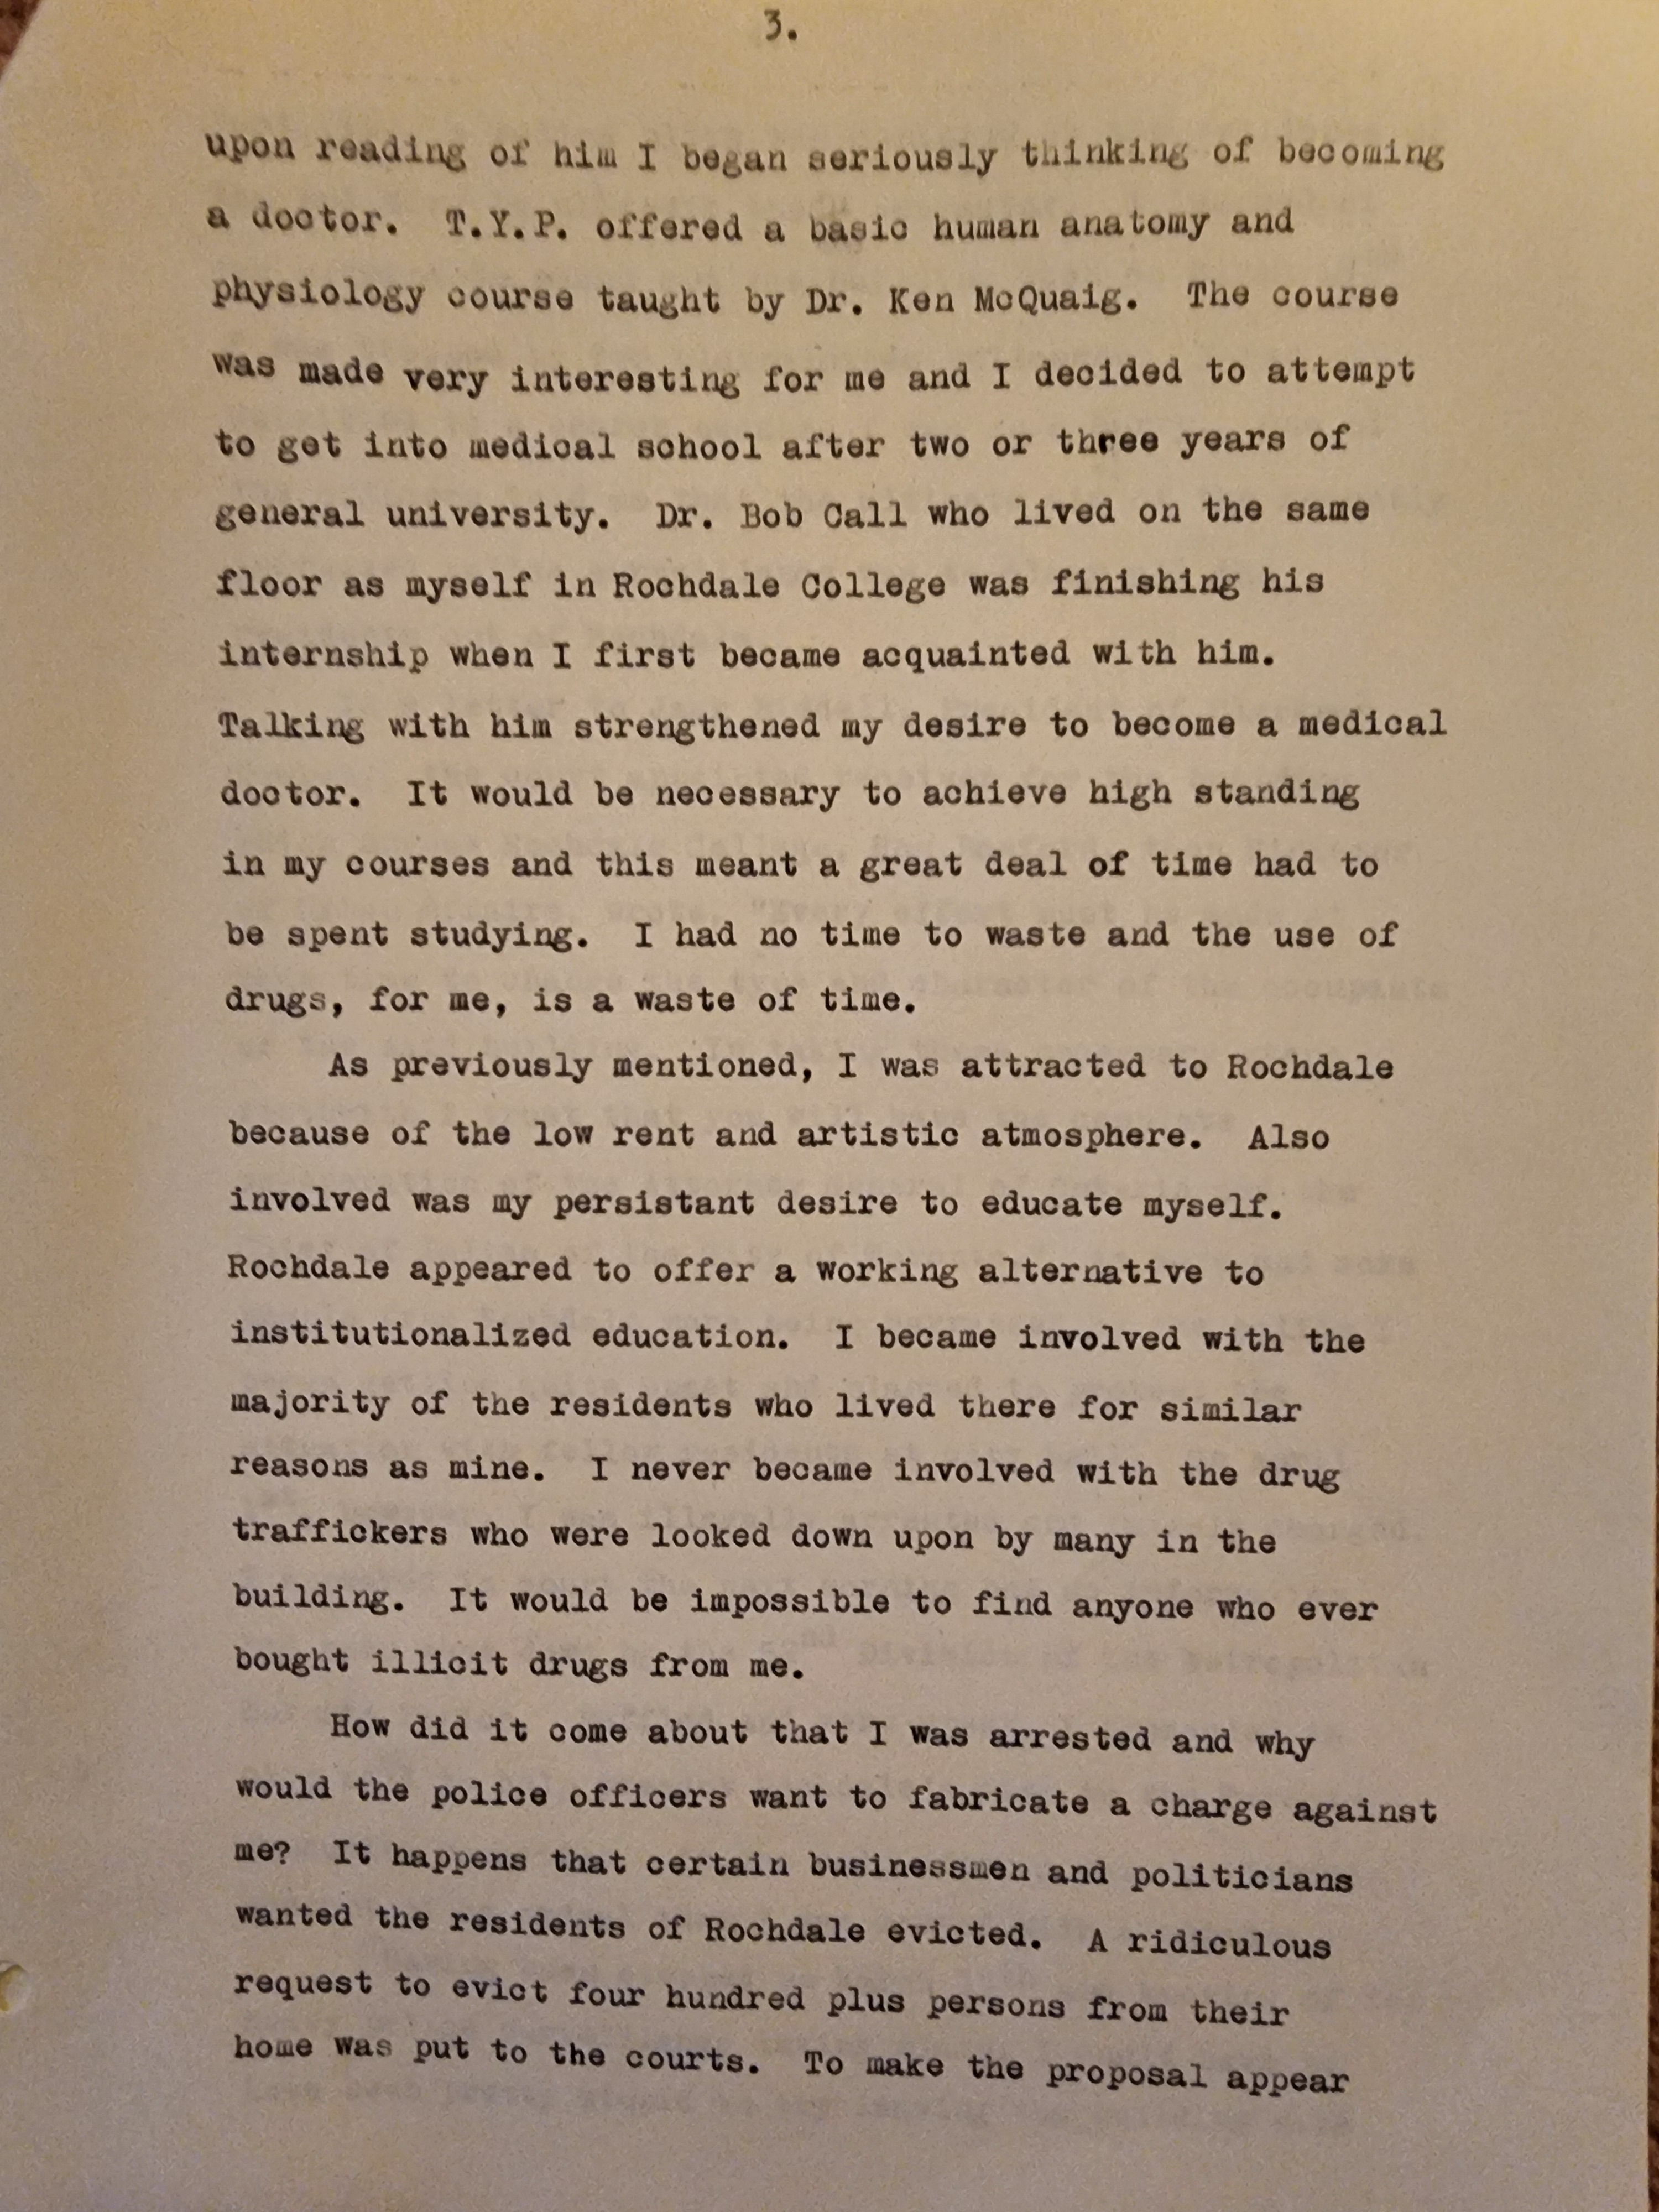 3.
upon reading of him I began seriously thinking of becoming
a doctor. T.Y.P. offered a basic human anatomy and
physiology course taught by Dr. Ken McQuaig. The course
was made very interesting for me and I decided to attempt
to get into medical school after two or three years of
general university. Dr. Bob Call who lived on the same
floor as myself in Rochdale College was finishing his
internship when I first became acquainted with him.
Talking with him strengthened my desire to become a medical
doctor. It would be necessary to achieve high standing
in my courses and this meant a great deal of time had to
be spent studying. I had no time to waste and the use of
drugs, for me, is a waste of time.
As previously mentioned, I was attracted to Rochdale
because of the low rent and artistic atmosphere. Also
involved was my persistant desire to educate myself.
Rochdale appeared to offer a working alternative to
institutionalized education. I became involved with the
majority of the residents who lived there for similar
reasons as mine. I never became involved with the drug
traffickers who were looked down upon by many in the
building. It would be impossible to find anyone who ever
bought illicit drugs from me.
How did it come about that I was arrested and why
would the police officers want to fabricate a charge against
me? It happens that certain businessmen and politicians
wanted the residents of Rochdale evicted. A ridiculous
request to evict four hundred plus persons from their
home was put to the courts. To make the proposal appear